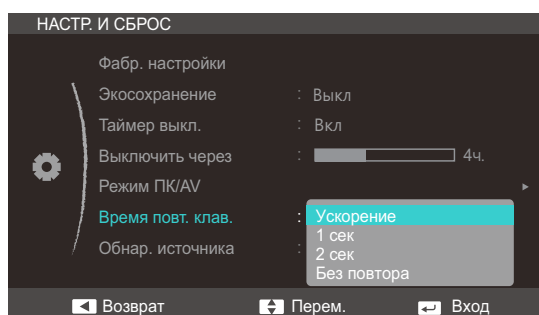 НАСТР. И СБРОС
Фабр. настройки
Экосохранение : Выкл
Таймер выкл. : Вкл
Выключить через : 4ч.
Режим ПК/AV
Время повт. клав. : Ускорение
1 сек
Обнар. источника : 2 сек
Без повтора
Возврат Перем. Вход